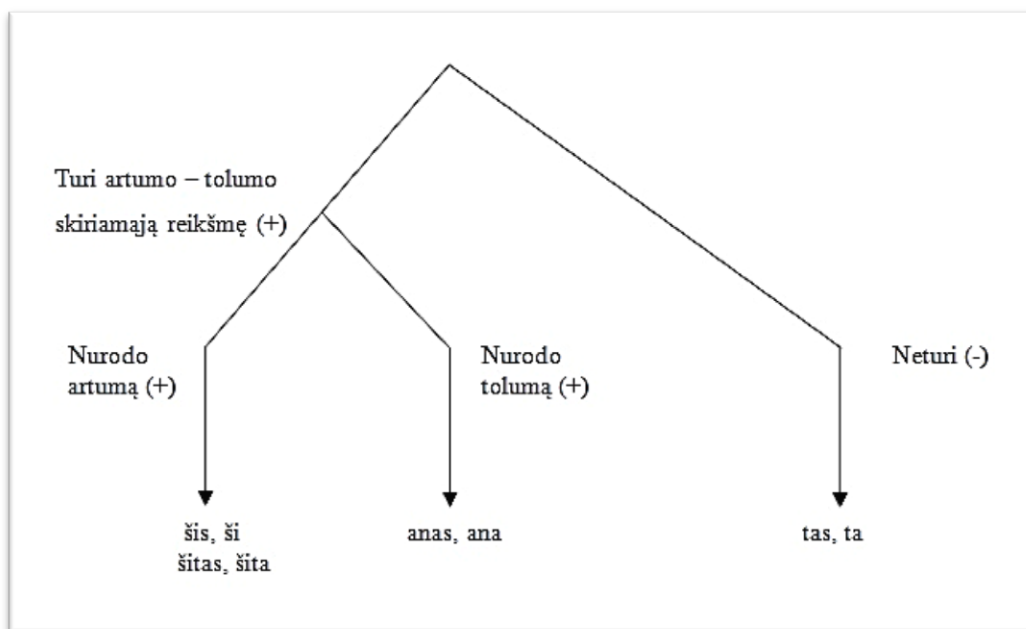 Turi artumo – tolumo
skiriamąją reikšmę (+)
Nurodo
artumą (+)
Nurodo
tolumą (+)
Neturi (-)
šis, ši
šitas, šita
anas, ana
tas, ta